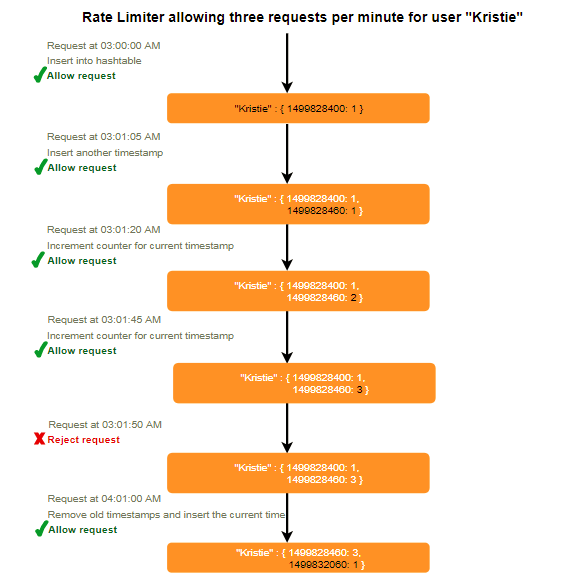 Rate Limiter allowing three requests per minute for user "Kristie"
Request at 03:00:00 AM
Insert into hashtable
Allow request
"Kristie" : { 1499828400: 1 }
Request at 03:01:05 AM
Insert another timestamp
Allow request
"Kristie" : { 1499828400: 1,
1499828460: 1 }
Request at 03:01:20 AM
Increment counter for current timestamp
Allow request
"Kristie" : { 1499828400: 1,
1499828460: 2 }
Request at 03:01:45 AM
Increment counter for current timestamp
Allow request
"Kristie" : { 1499828400: 1,
1499828460: 3 }
Request at 03:01:50 AM
Reject request
"Kristie" : { 1499828400: 1,
1499828460: 3 }
Request at 04:01:00 AM
Remove old timestamps and insert the current time
Allow request
"Kristie" : { 1499828460: 3,
1499832060: 1 }